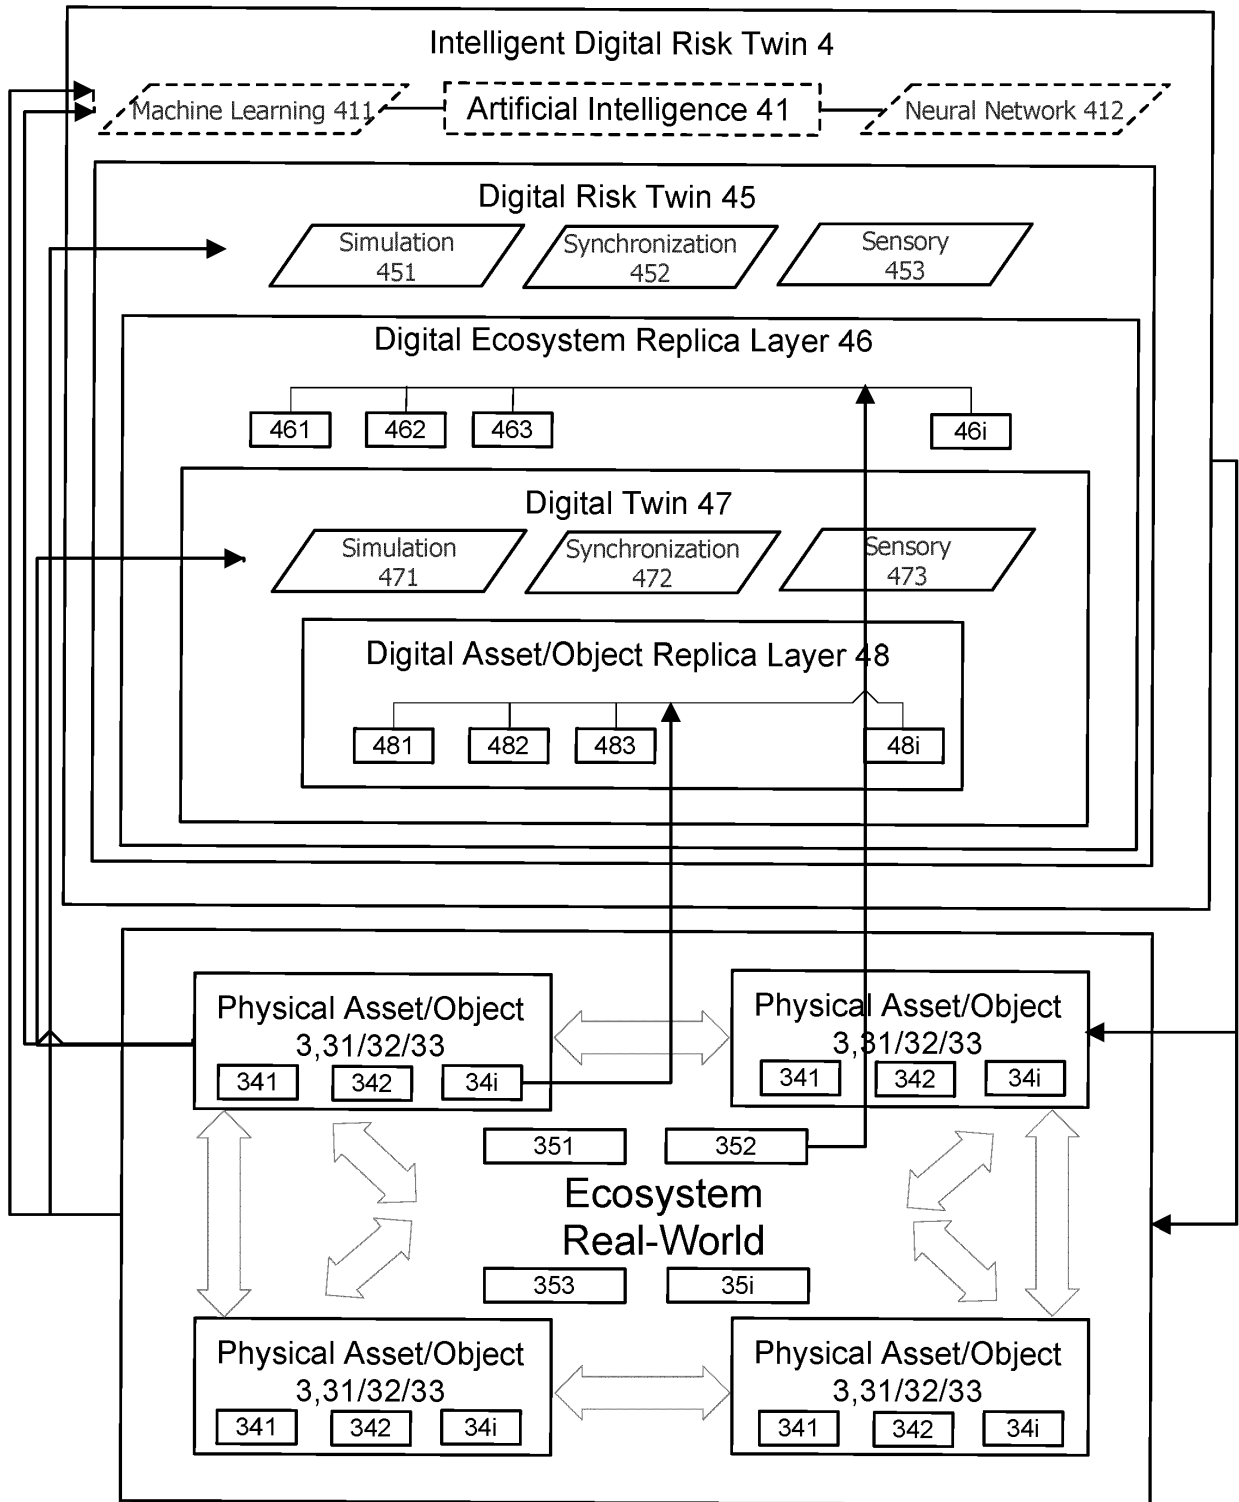 Intelligent Digital Risk Twin 4
Machine Learning 411
Artificial Intelligence 41
Neural Network 412
Digital Risk Twin 45
Simulation
451
Synchronization
452
Sensory
453
Digital Ecosystem Replica Layer 46
461
462
463
46i
Digital Twin 47
Simulation
471
Synchronization
472
Sensory
473
Digital Asset/Object Replica Layer 48
481
482
483
48i
Physical Asset/Object
3,31/32/33
341
342
34i
Physical Asset/Object
3,31/32/33
341
342
34i
351
352
Ecosystem
Real-World
353
35i
Physical Asset/Object
3,31/32/33
341
342
34i
Physical Asset/Object
3,31/32/33
341
342
34i